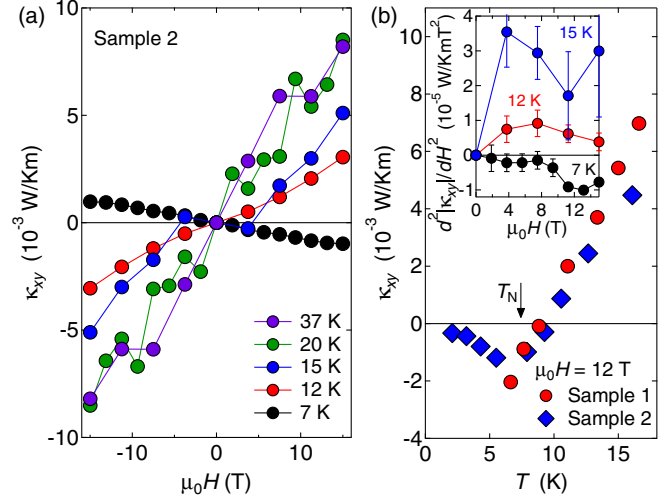 (a)
Sample 2
κxy (10⁻³ W/Km)
10
5
0
-5
-10
37 K
20 K
15 K
12 K
7 K
-10
0
10
μ₀H (T)
(b)
κxy (10⁻³ W/Km)
10
8
6
4
2
0
-2
-4
d²|κxy|/dH² (10⁻⁵ W/KmT²)
4
3
2
1
0
-1
15 K
12 K
7 K
0
5
10
μ₀H (T)
TN
μ₀H = 12 T
Sample 1
Sample 2
0
5
10
15
T (K)